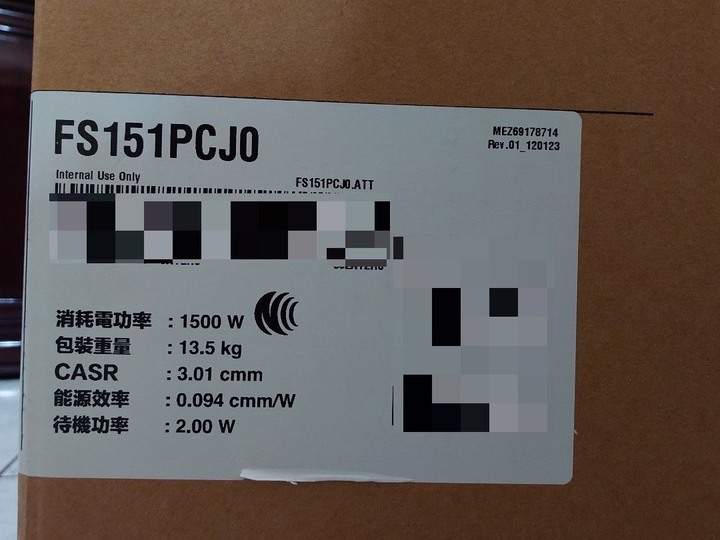 FS151PCJ0
MEZ69178714
Rev.01_120123
Internal Use Only
FS151PCJ0.ATT
消耗電功率 : 1500 W
包裝重量 : 13.5 kg
CASR : 3.01 cmm
能源效率 : 0.094 cmm/W
待機功率 : 2.00 W